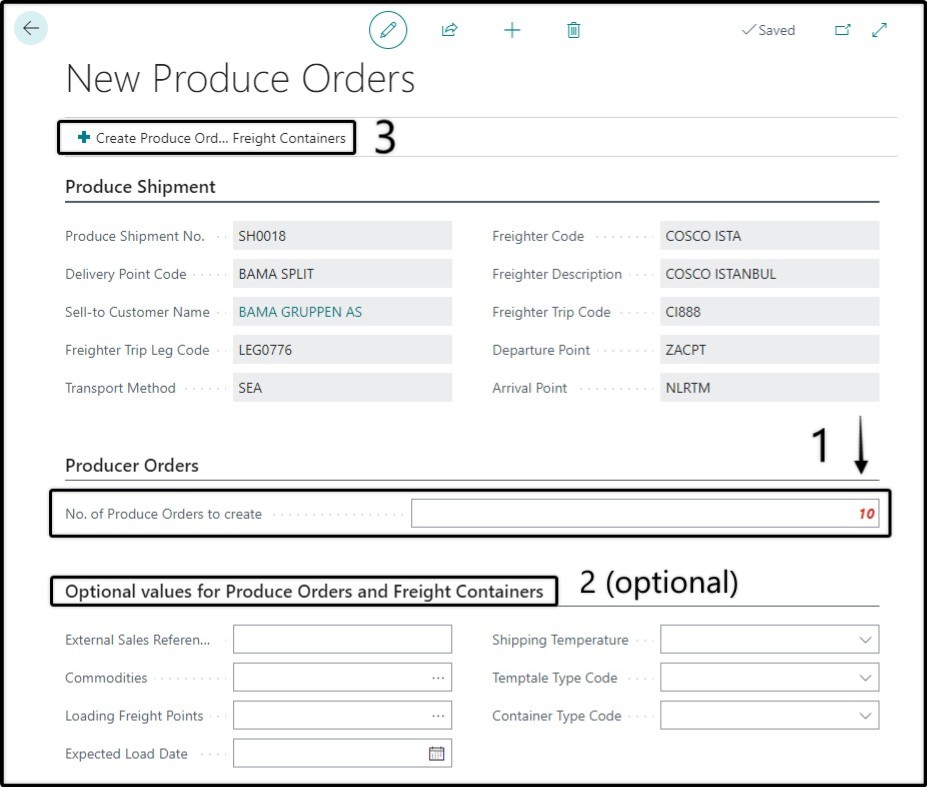 Saved
New Produce Orders
Create Produce Ord... Freight Containers 3
Produce Shipment
Produce Shipment No. SH0018
Freighter Code COSCO ISTA
Delivery Point Code BAMA SPLIT
Freighter Description COSCO ISTANBUL
Sell-to Customer Name BAMA GRUPPEN AS
Freighter Trip Code CI888
Freighter Trip Leg Code LEG0776
Departure Point ZACPT
Transport Method SEA
Arrival Point NLRTM
1
Producer Orders
No. of Produce Orders to create 10
Optional values for Produce Orders and Freight Containers 2 (optional)
External Sales Referen...
Shipping Temperature
Commodities
Temptale Type Code
Loading Freight Points
Container Type Code
Expected Load Date